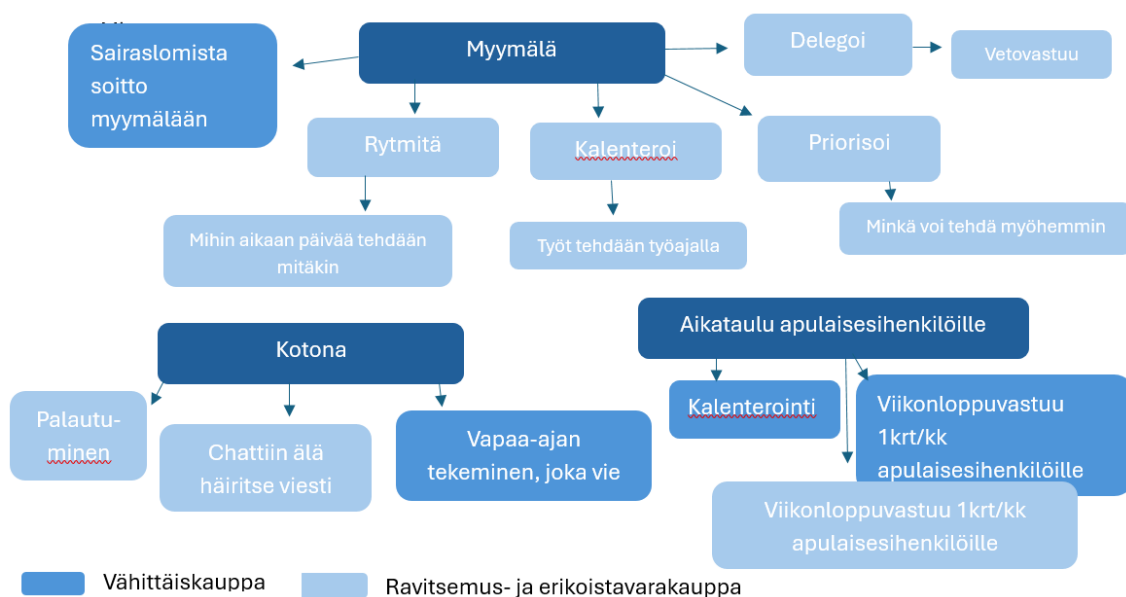 Sairaslomista
soitto
myymälään
Myymälä
Delegoi
Vetovastuu
Rytmitä
Kalenteroi
Priorisoi
Mihin aikaan päivää tehdään
mitäkin
Työt tehdään työajalla
Minkä voi tehdä myöhemmin
Kotona
Aikataulu apulaisesihenkilöille
Palautu-
minen
Chattiin älä
häiritse viesti
Vapaa-ajan
tekeminen, joka vie
Kalenterointi
Viikonloppuvastuu
1krt/kk
apulaisesihenkilöille
Viikonloppuvastuu 1krt/kk
apulaisesihenkilöille
Vähittäiskauppa
Ravitsemus- ja erikoistavarakauppa